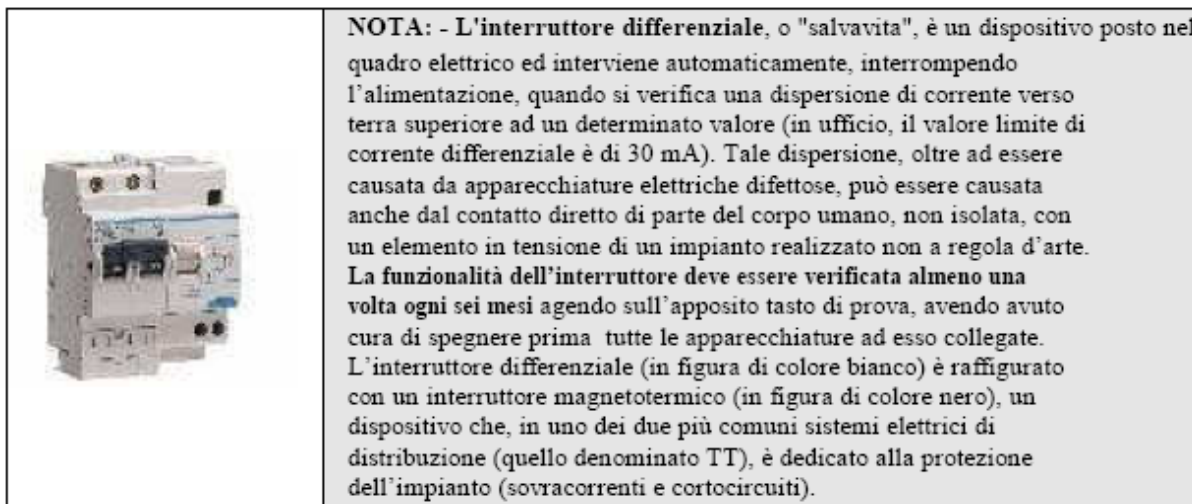 NOTA: - L'interruttore differenziale, o "salvavita", è un dispositivo posto nel
quadro elettrico ed interviene automaticamente, interrompendo
l’alimentazione, quando si verifica una dispersione di corrente verso
terra superiore ad un determinato valore (in ufficio, il valore limite di
corrente differenziale è di 30 mA). Tale dispersione, oltre ad essere
causata da apparecchiature elettriche difettose, può essere causata
anche dal contatto diretto di parte del corpo umano, non isolata, con
un elemento in tensione di un impianto realizzato non a regola d’arte.
La funzionalità dell’interruttore deve essere verificata almeno una
volta ogni sei mesi agendo sull’apposito tasto di prova, avendo avuto
cura di spegnere prima tutte le apparecchiature ad esso collegate.
L’interruttore differenziale (in figura di colore bianco) è raffigurato
con un interruttore magnetotermico (in figura di colore nero), un
dispositivo che, in uno dei due più comuni sistemi elettrici di
distribuzione (quello denominato TT), è dedicato alla protezione
dell’impianto (sovracorrenti e cortocircuiti).